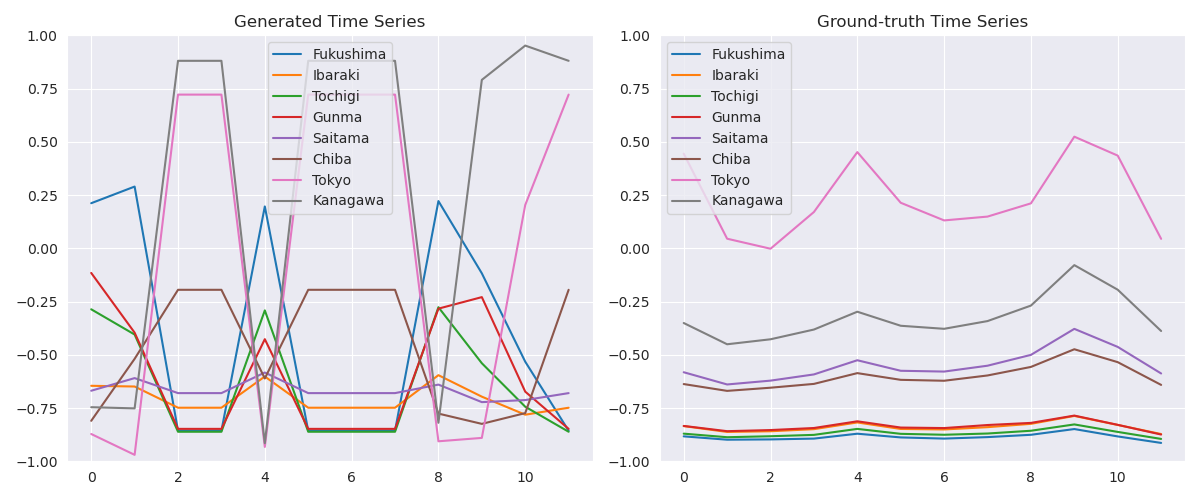 Generated Time Series
1.00
0.75
0.50
0.25
0.00
−0.25
−0.50
−0.75
−1.00
0 2 4 6 8 10
Fukushima
Ibaraki
Tochigi
Gunma
Saitama
Chiba
Tokyo
Kanagawa
Ground-truth Time Series
1.00
0.75
0.50
0.25
0.00
−0.25
−0.50
−0.75
−1.00
0 2 4 6 8 10
Fukushima
Ibaraki
Tochigi
Gunma
Saitama
Chiba
Tokyo
Kanagawa